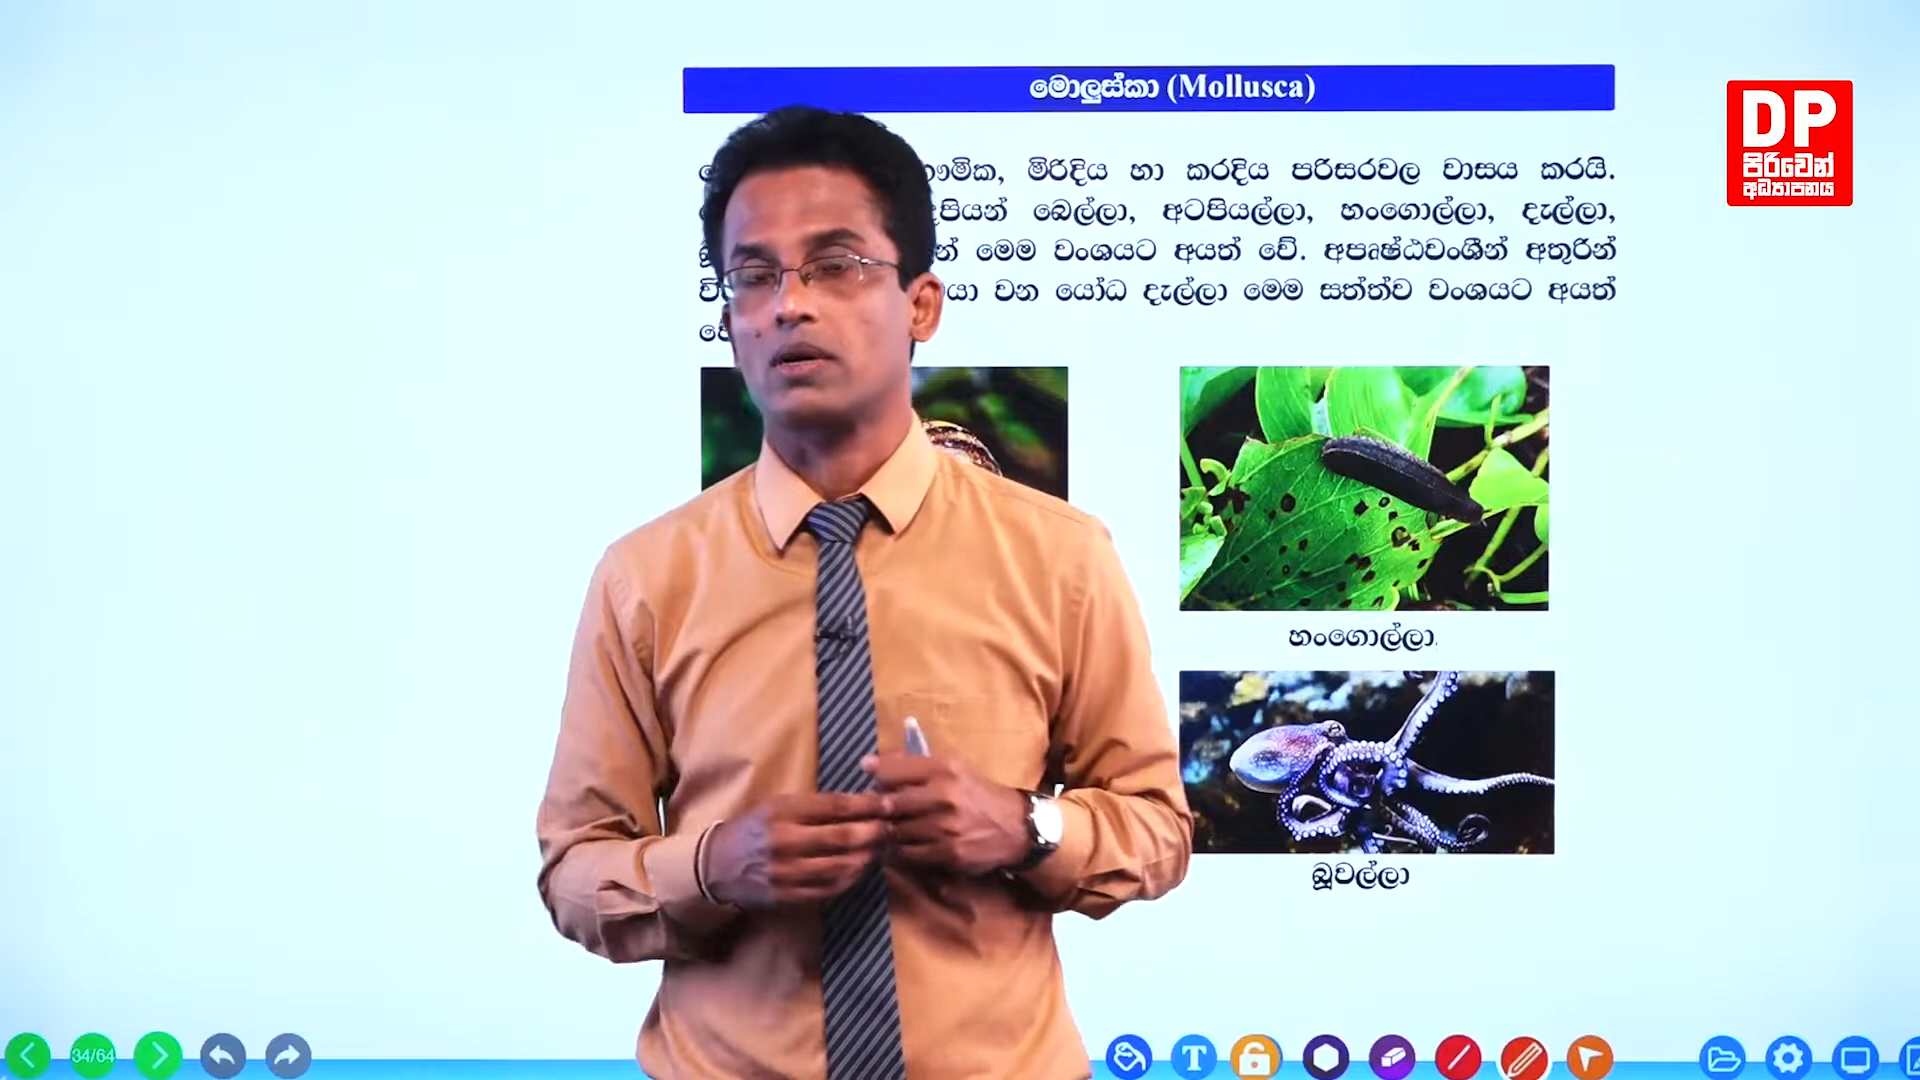 මොලුස්කා (Mollusca)
DP
පිරිවෙන්
අධ්‍යාපනය
මිරිදිය හා කරදිය පරිසරවල වාසය කරයි.
බෙල්ලා, අටපියල්ලා, හංගොල්ලා, දැල්ලා,
මෙම වංශයට අයත් වේ. අපෘෂ්ඨවංශීන් අතුරින්
වන යෝධ දැල්ලා මෙම සත්ත්ව වංශයට අයත්
හංගොල්ලා
බූවල්ලා
34/64
T